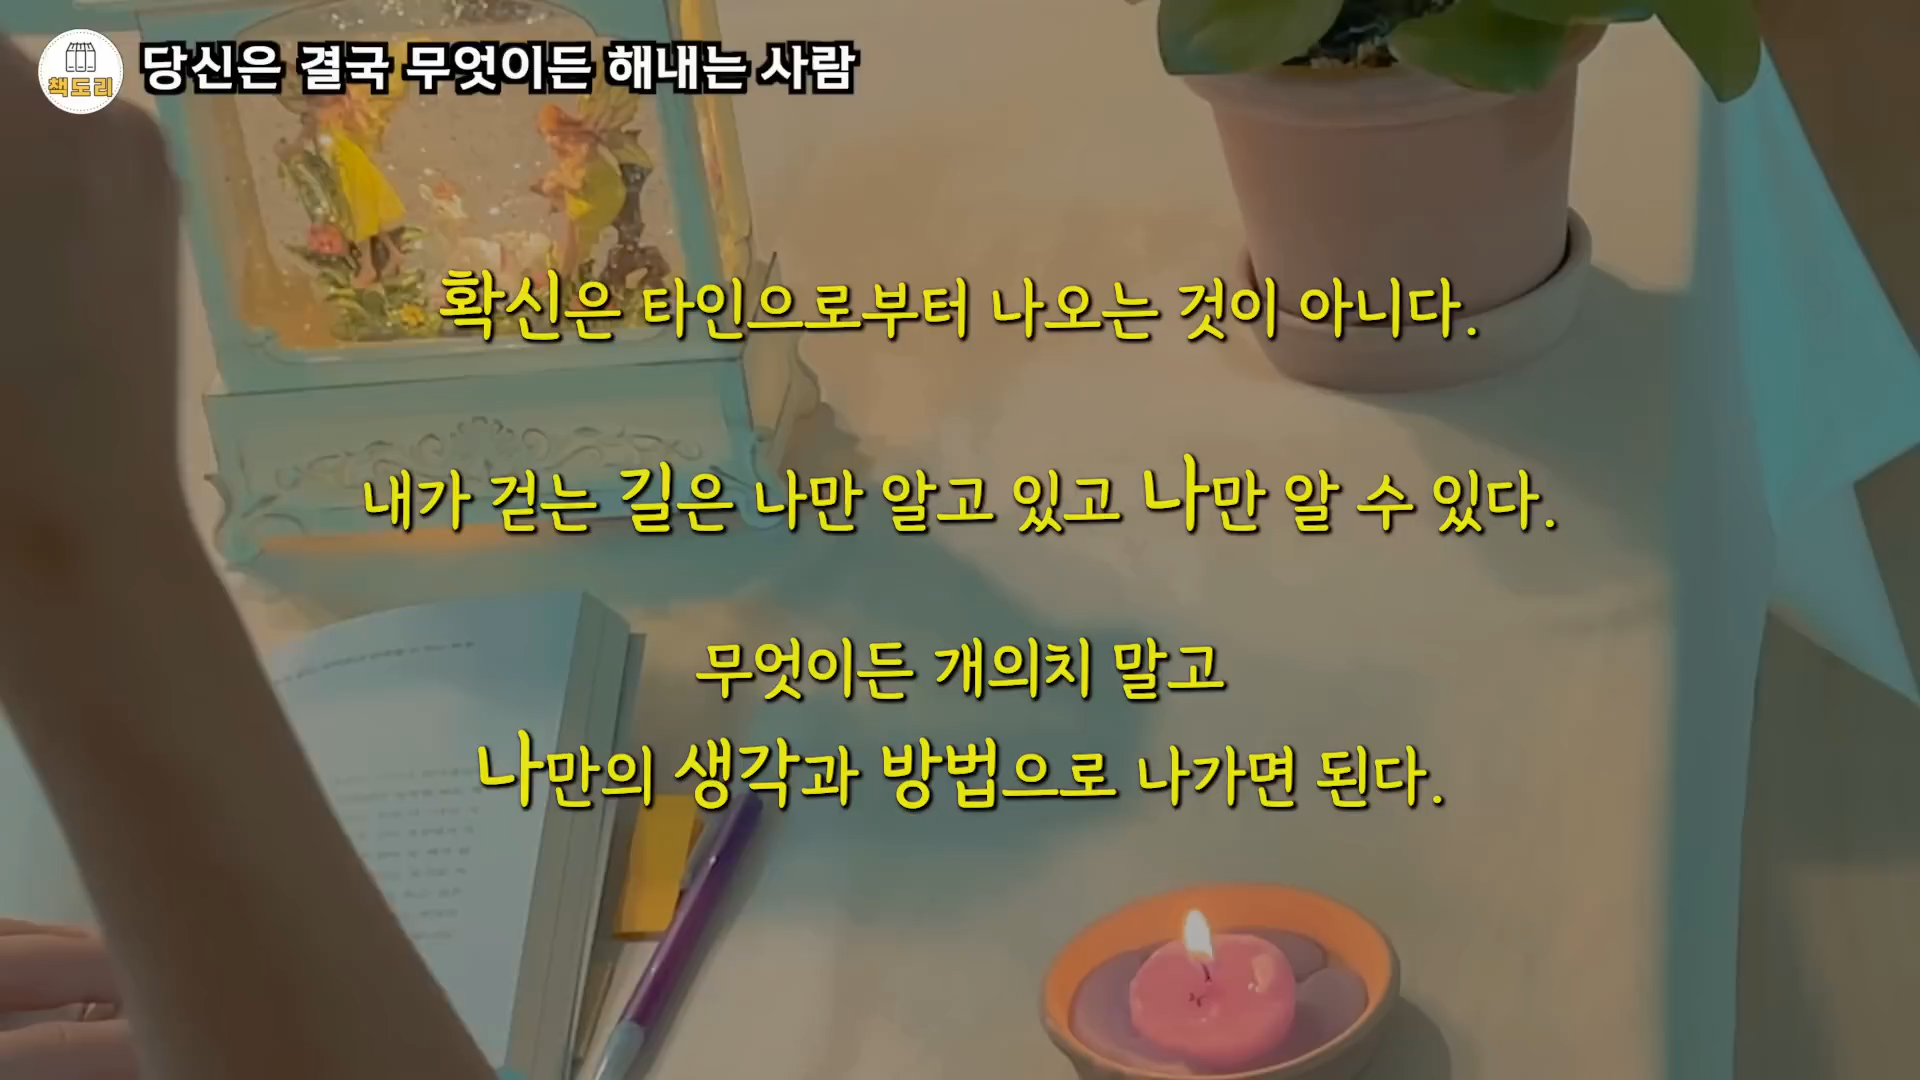 책도리
당신은 결국 무엇이든 해내는 사람
확신은 타인으로부터 나오는 것이 아니다.
내가 걷는 길은 나만 알고 있고 나만 알 수 있다.
무엇이든 개의치 말고
나만의 생각과 방법으로 나가면 된다.